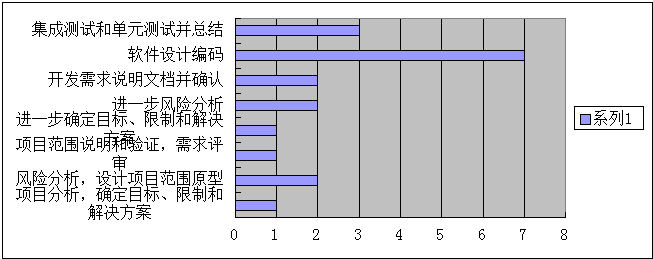 集成测试和单元测试并总结
软件设计编码
开发需求说明文档并确认
进一步风险分析
进一步确定目标、限制和解决
方案
项目范围说明和验证，需求评
审
风险分析，设计项目范围原型
项目分析，确定目标、限制和
解决方案
0 1 2 3 4 5 6 7 8
系列1